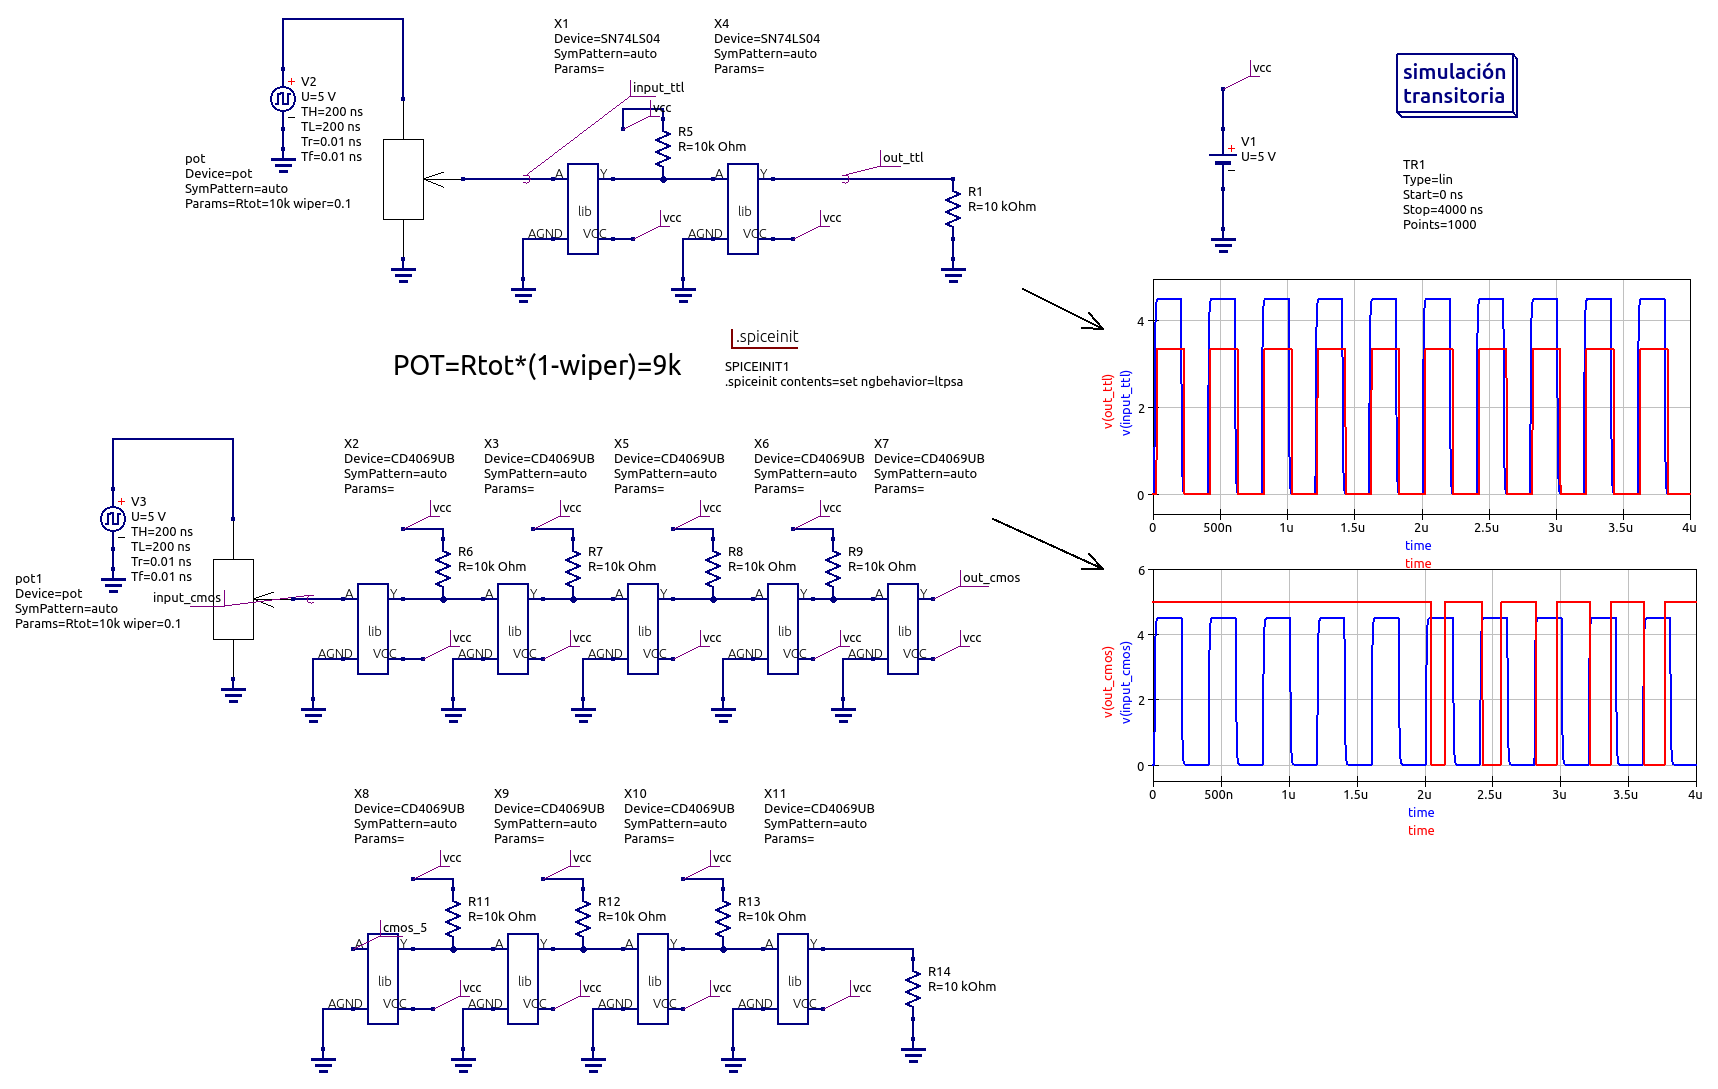 X1
Device=SN74LS04
SymPattern=auto
Params=
X4
Device=SN74LS04
SymPattern=auto
Params=
V2
U=5 V
TH=200 ns
TL=200 ns
Tr=0.01 ns
Tf=0.01 ns
+
−
pot
Device=pot
SymPattern=auto
Params=Rtot=10k wiper=0.1
input_ttl
vcc
R5
R=10k Ohm
A
Y
lib
AGND
VCC
vcc
A
Y
lib
AGND
VCC
vcc
out_ttl
R1
R=10 kOhm
vcc
V1
U=5 V
+
−
simulación
transitoria
TR1
Type=lin
Start=0 ns
Stop=4000 ns
Points=1000
POT=Rtot*(1-wiper)=9k
.spiceinit
SPICEINIT1
.spiceinit contents=set ngbehavior=ltpsa
v(out_ttl)
v(input_ttl)
4
2
0
0
500n
1u
1.5u
2u
2.5u
3u
3.5u
4u
time
time
V3
U=5 V
TH=200 ns
TL=200 ns
Tr=0.01 ns
Tf=0.01 ns
+
−
pot1
Device=pot
SymPattern=auto
Params=Rtot=10k wiper=0.1
input_cmos
X2
Device=CD4069UB
SymPattern=auto
Params=
X3
Device=CD4069UB
SymPattern=auto
Params=
X5
Device=CD4069UB
SymPattern=auto
Params=
X6
Device=CD4069UB
SymPattern=auto
Params=
X7
Device=CD4069UB
SymPattern=auto
Params=
vcc
R6
R=10k Ohm
vcc
R7
R=10k Ohm
vcc
R8
R=10k Ohm
vcc
R9
R=10k Ohm
A
Y
lib
AGND
VCC
vcc
A
Y
lib
AGND
VCC
vcc
A
Y
lib
AGND
VCC
vcc
A
Y
lib
AGND
VCC
vcc
A
Y
lib
AGND
VCC
vcc
out_cmos
v(out_cmos)
v(input_cmos)
6
4
2
0
0
500n
1u
1.5u
2u
2.5u
3u
3.5u
4u
time
time
X8
Device=CD4069UB
SymPattern=auto
Params=
X9
Device=CD4069UB
SymPattern=auto
Params=
X10
Device=CD4069UB
SymPattern=auto
Params=
X11
Device=CD4069UB
SymPattern=auto
Params=
vcc
R11
R=10k Ohm
vcc
R12
R=10k Ohm
vcc
R13
R=10k Ohm
cmos_5
A
Y
lib
AGND
VCC
vcc
A
Y
lib
AGND
VCC
vcc
A
Y
lib
AGND
VCC
vcc
A
Y
lib
AGND
VCC
vcc
R14
R=10 kOhm